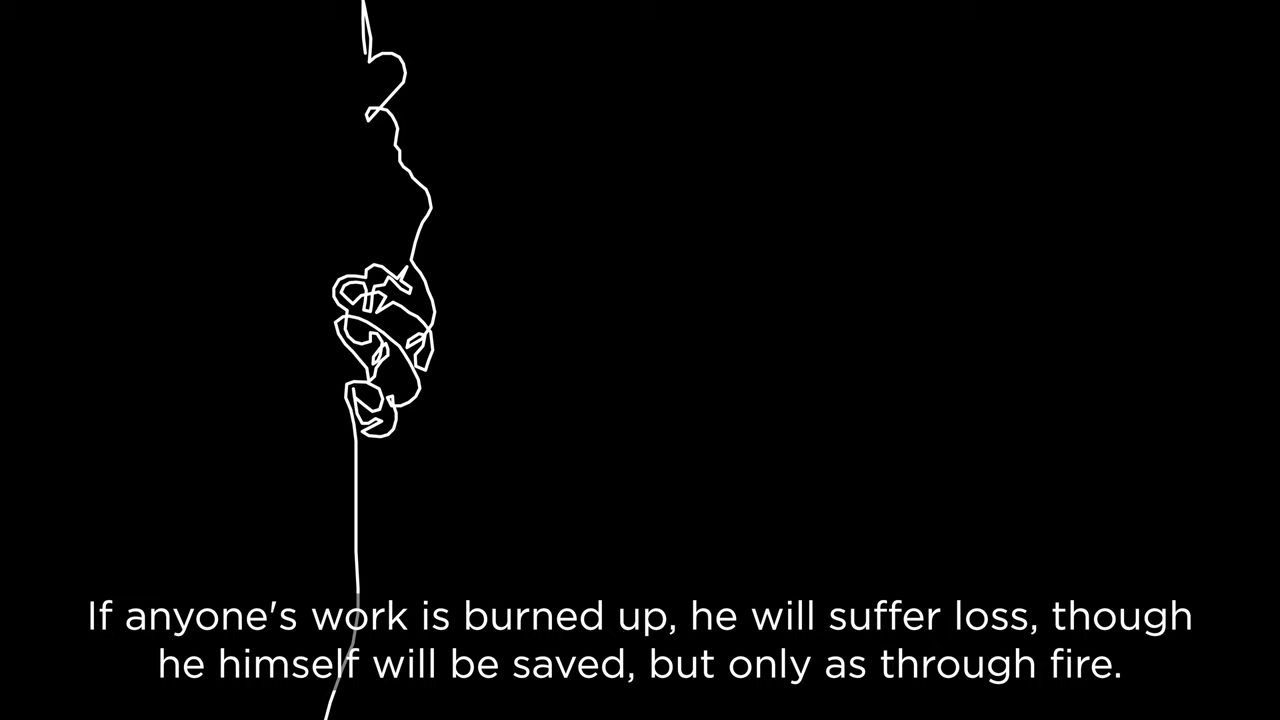 If anyone's work is burned up, he will suffer loss, though
he himself will be saved, but only as through fire.